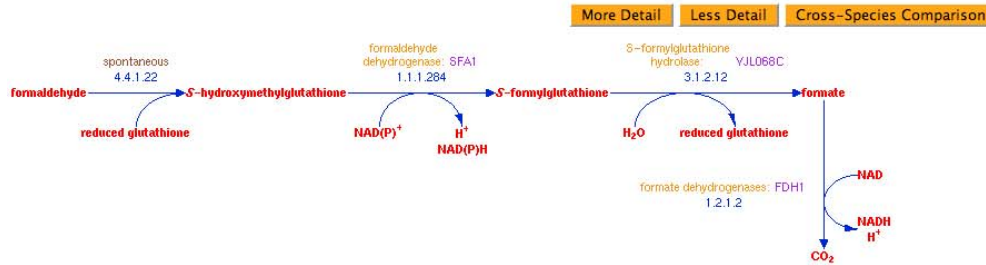 More Detail Less Detail Cross-Species Comparison
spontaneous
4.4.1.22
formaldehyde
dehydrogenase: SFA1
1.1.1.284
S-formylglutathione
hydrolase: YJL068C
3.1.2.12
formaldehyde S-hydroxymethylglutathione S-formylglutathione formate
reduced glutathione NAD(P)+ H+ H2O reduced glutathione
NAD(P)H
NAD
formate dehydrogenases: FDH1
1.2.1.2
NADH
H+
CO2